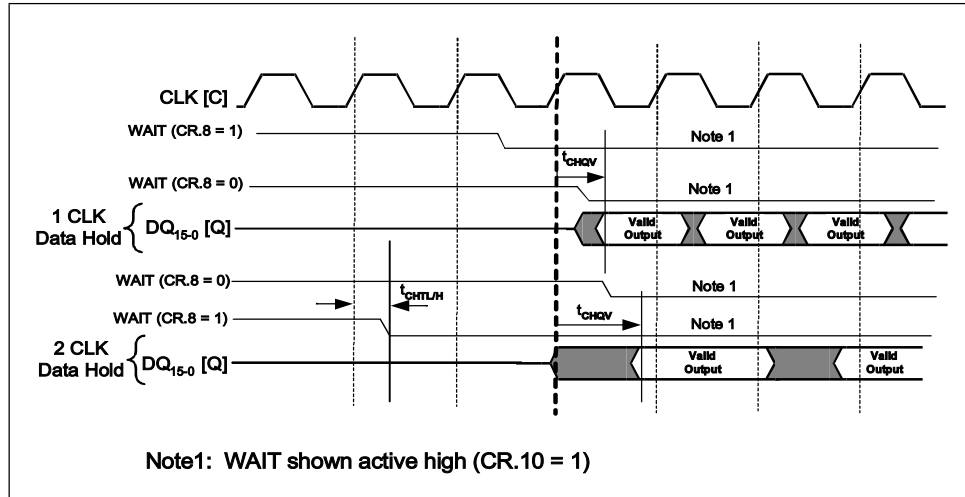 CLK [C]
WAIT (CR.8 = 1)
Note 1
tCHQV
WAIT (CR.8 = 0)
Note 1
1 CLK
Data Hold
DQ15-0 [Q]
Valid
Output
Valid
Output
Valid
Output
WAIT (CR.8 = 0)
Note 1
tCHTL/H
tCHQV
WAIT (CR.8 = 1)
Note 1
2 CLK
Data Hold
DQ15-0 [Q]
Valid
Output
Valid
Output
Note1: WAIT shown active high (CR.10 = 1)